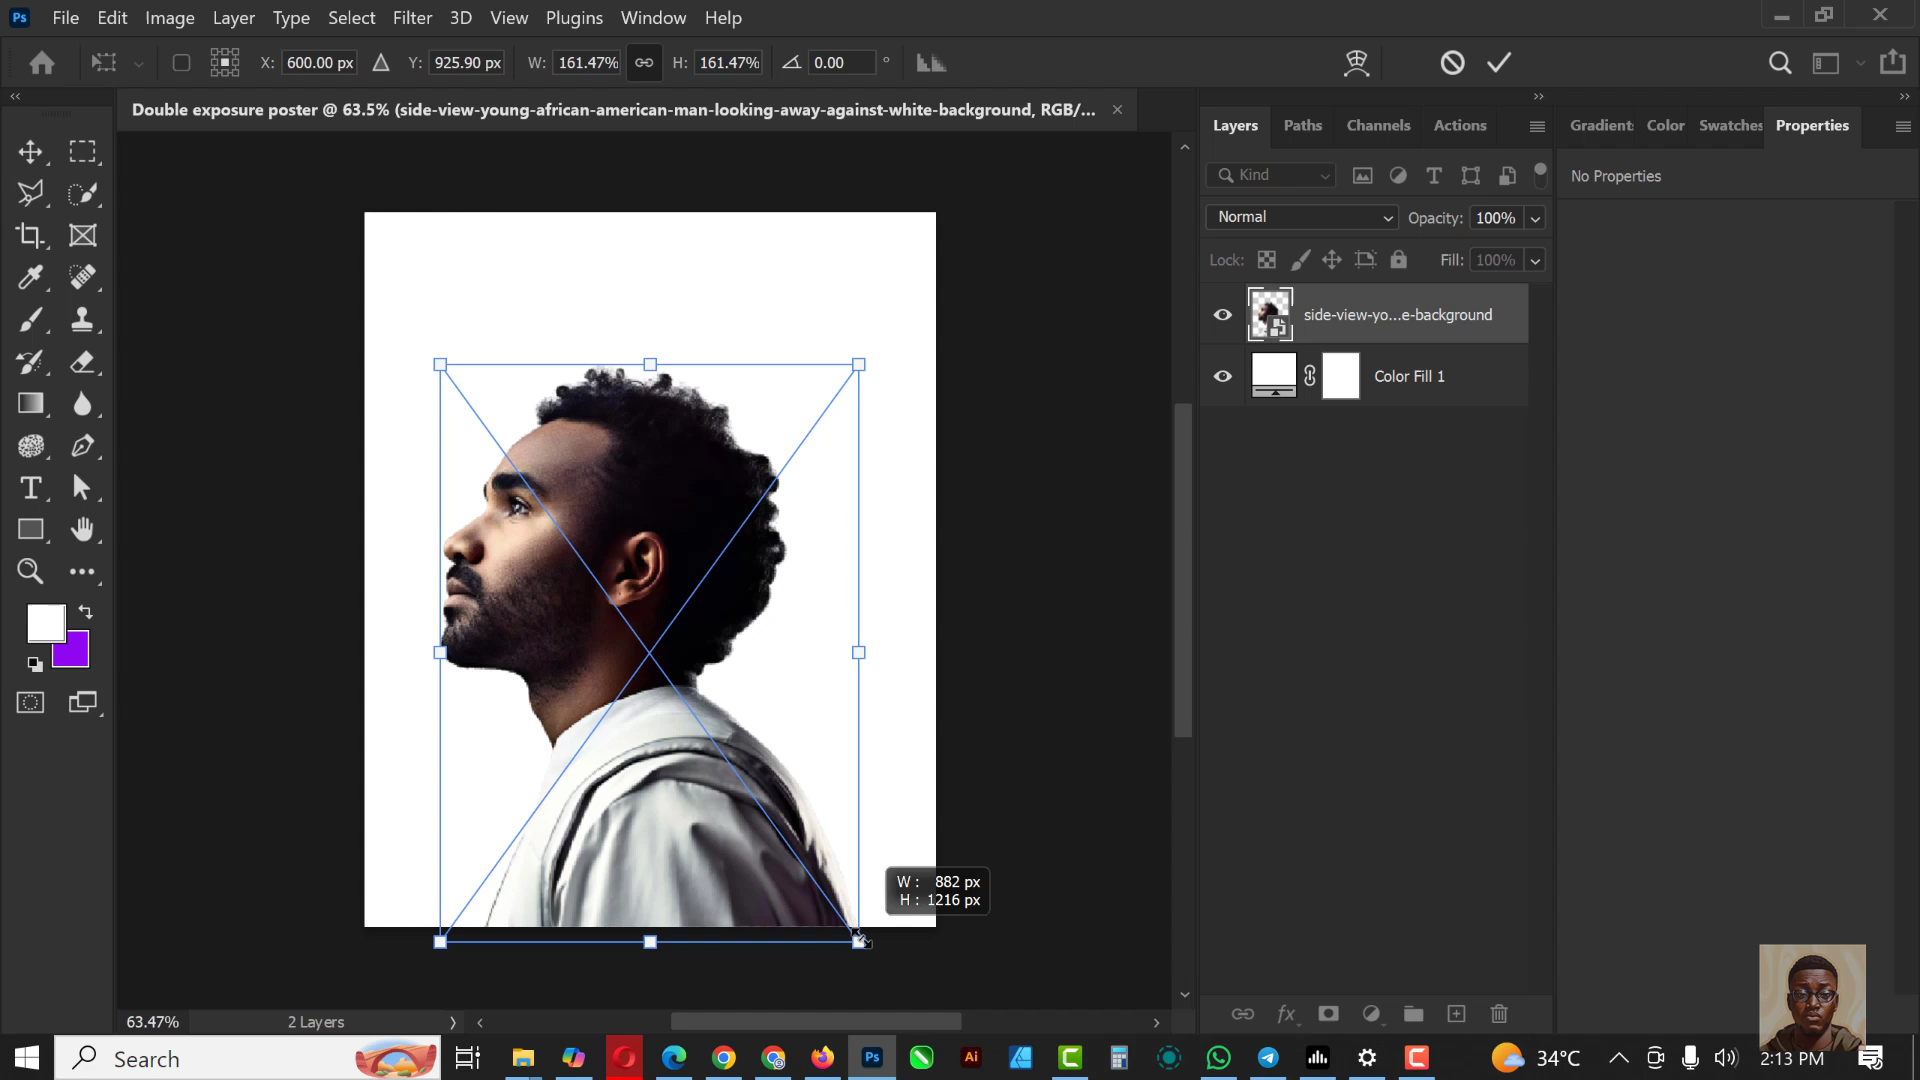 Ps File Edit Image Layer Type Select Filter 3D View Plugins Window Help
X: 600.00 px Y: 925.90 px W: 161.47% H: 161.47% 0.00 °
Double exposure poster @ 63.5% (side-view-young-african-american-man-looking-away-against-white-background, RGB/...
Layers Paths Channels Actions
Gradient Color Swatches Properties
Kind
No Properties
Normal Opacity: 100%
Lock: Fill: 100%
side-view-yo...e-background
Color Fill 1
W : 882 px
H : 1216 px
fx
63.47% 2 Layers
Search
Ps Ai
34°C
2:13 PM